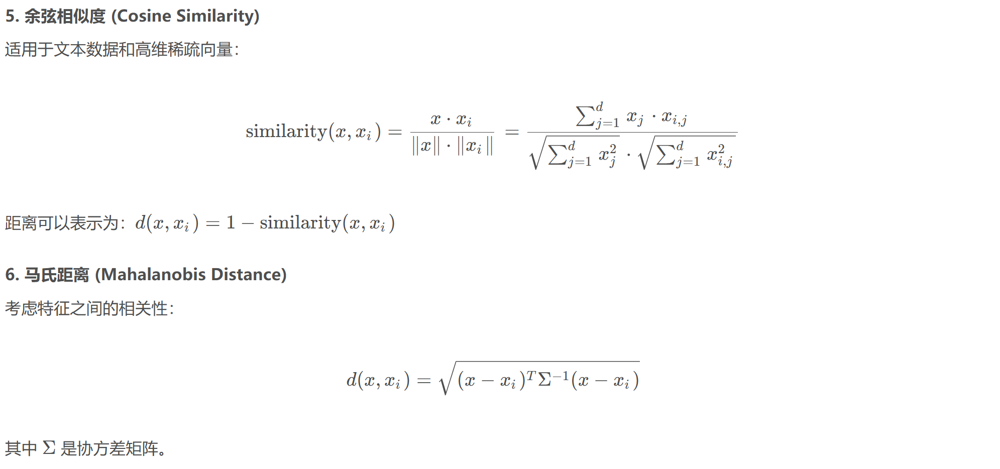 5. 余弦相似度 (Cosine Similarity)
适用于文本数据和高维稀疏向量：
$$\text{similarity}(x, x_i) = \frac{x \cdot x_i}{\|x\| \cdot \|x_i\|} = \frac{\sum_{j=1}^{d} x_j \cdot x_{i,j}}{\sqrt{\sum_{j=1}^{d} x_j^2} \cdot \sqrt{\sum_{j=1}^{d} x_{i,j}^2}}$$
距离可以表示为：$d(x, x_i) = 1 - \text{similarity}(x, x_i)$
6. 马氏距离 (Mahalanobis Distance)
考虑特征之间的相关性：
$$d(x, x_i) = \sqrt{(x - x_i)^T \Sigma^{-1} (x - x_i)}$$
其中 $\Sigma$ 是协方差矩阵。